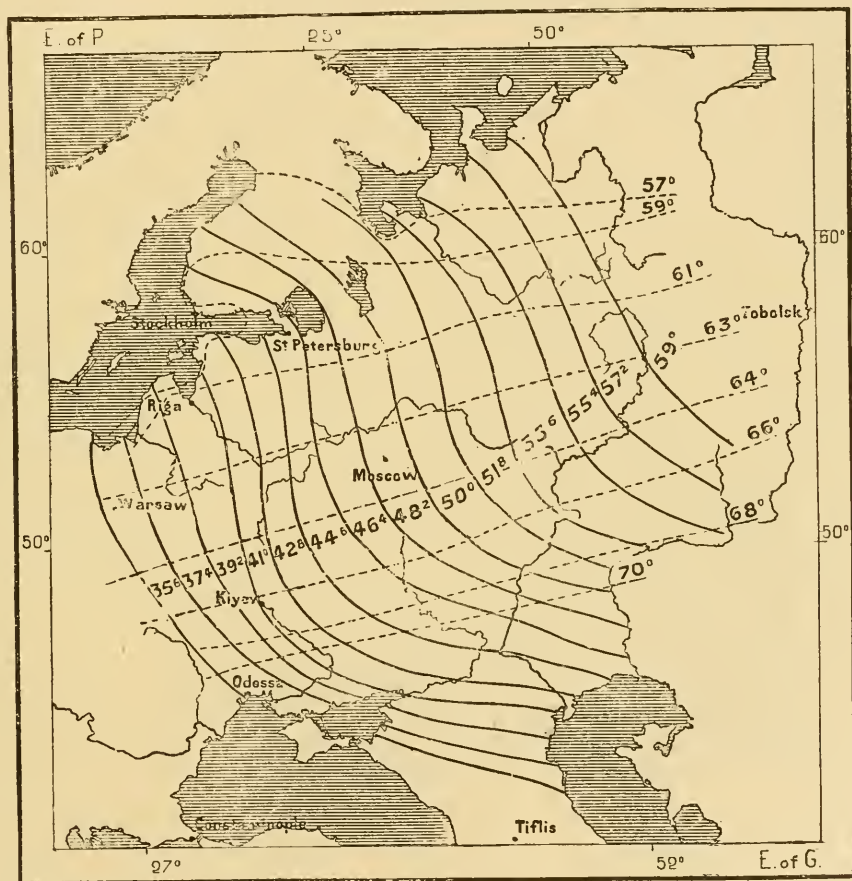 E. of P.
25°
50°
57°
59°
60°
60°
61°
Tobolsk
Stockholm
63°
St Petersburg
59°
57²
55⁴
53⁶
51⁸
50⁰
48²
46⁴
44⁶
42⁸
41⁰
39²
37⁴
35⁶
64°
Riga
66°
Moscow
Warsaw
68°
50°
50°
70°
Kiyev
Odessa
Constantinople
Tiflis
27°
52°
E. of G.